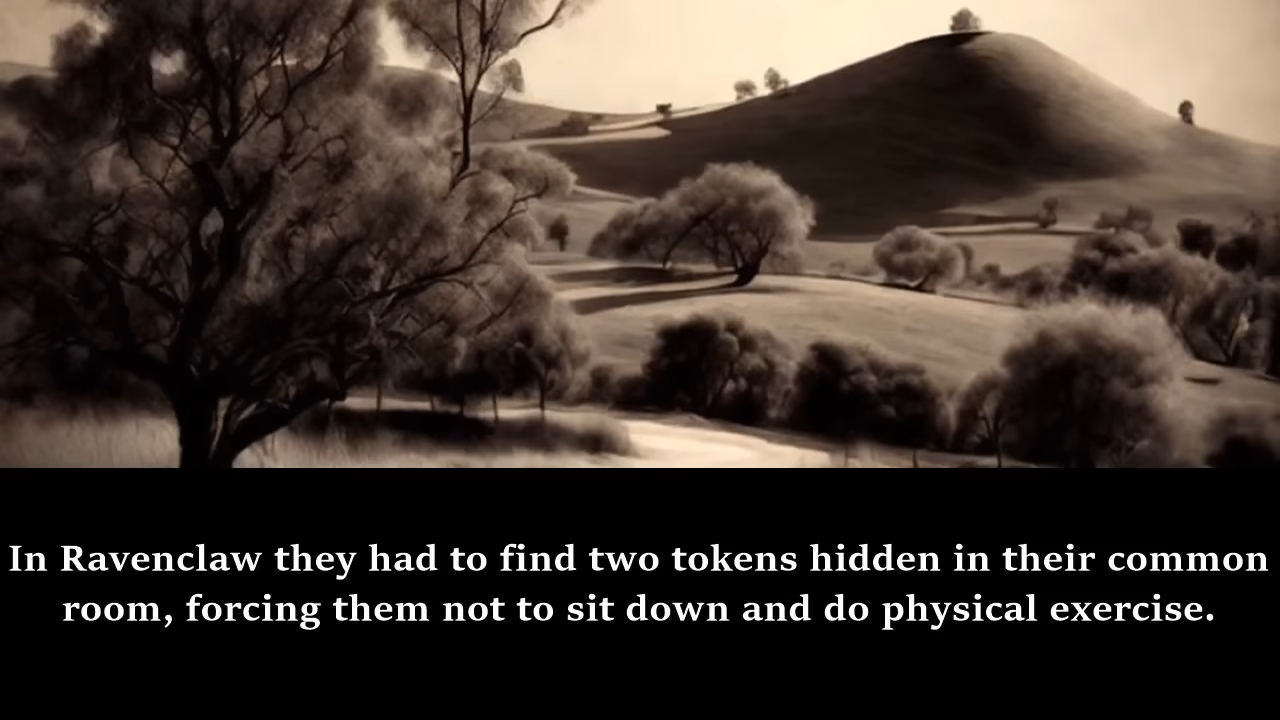 In Ravenclaw they had to find two tokens hidden in their common
room, forcing them not to sit down and do physical exercise.